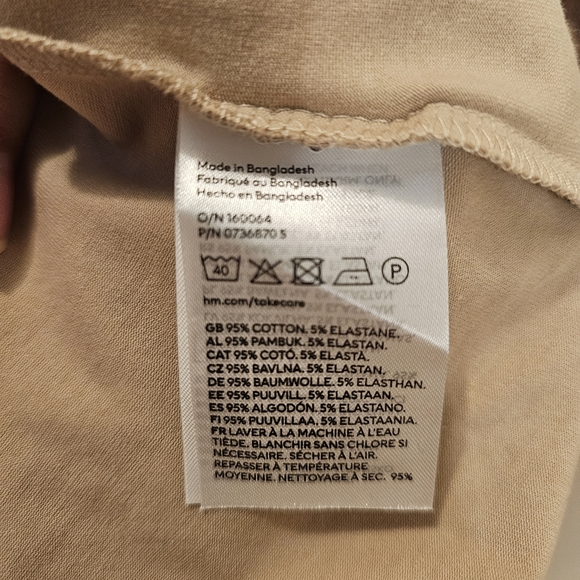 Made in Bangladesh
Fabriqué au Bangladesh
Hecho en Bangladesh
O/N 160064
P/N 0736870 5
40
P
hm.com/takecare
GB 95% COTTON. 5% ELASTANE.
AL 95% PAMBUK. 5% ELASTAN.
CAT 95% COTÓ. 5% ELASTÀ.
CZ 95% BAVLNA. 5% ELASTAN.
DE 95% BAUMWOLLE. 5% ELASTHAN.
EE 95% PUUVILL. 5% ELASTAAN.
ES 95% ALGODÓN. 5% ELASTANO.
FI 95% PUUVILLAA. 5% ELASTAANIA.
FR LAVER À LA MACHINE À L'EAU
TIÈDE. BLANCHIR SANS CHLORE SI
NÉCESSAIRE. SÉCHER À L'AIR.
REPASSER À TEMPÉRATURE
MOYENNE. NETTOYAGE À SEC. 95%